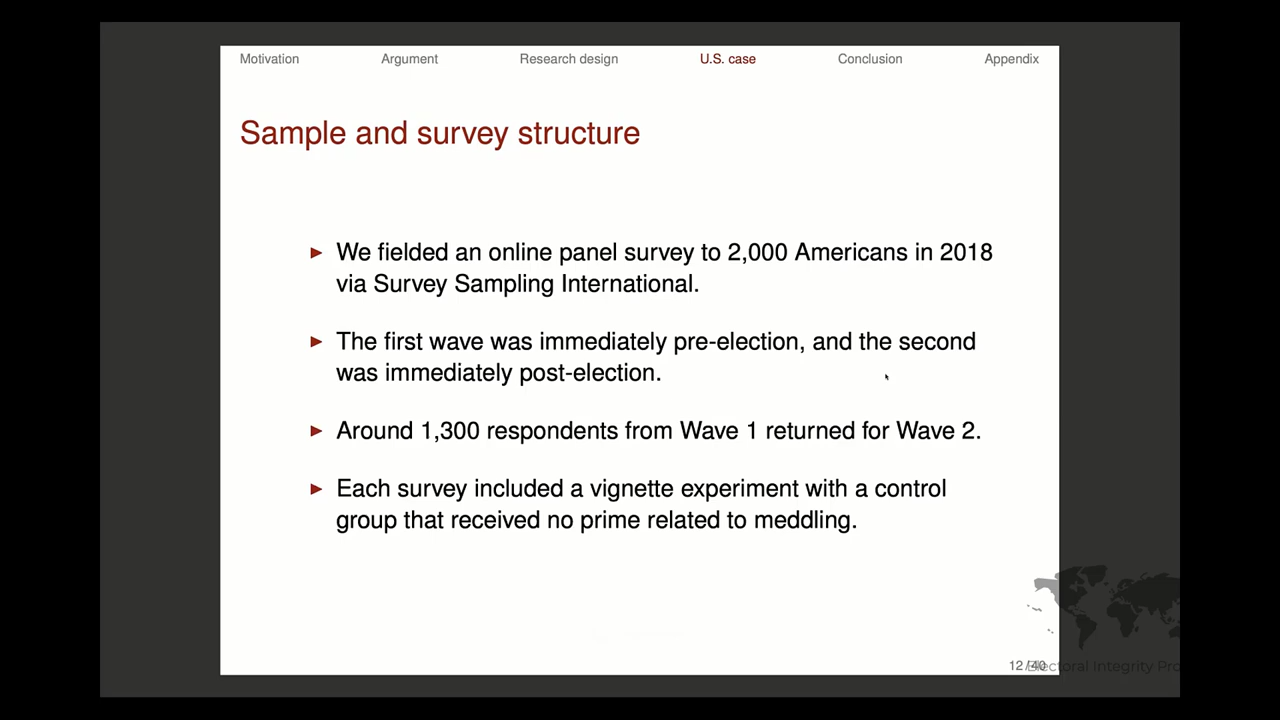 Motivation Argument Research design U.S. case Conclusion Appendix
Sample and survey structure
We fielded an online panel survey to 2,000 Americans in 2018
via Survey Sampling International.
The first wave was immediately pre-election, and the second
was immediately post-election.
Around 1,300 respondents from Wave 1 returned for Wave 2.
Each survey included a vignette experiment with a control
group that received no prime related to meddling.
12/40
Electoral Integrity Pro